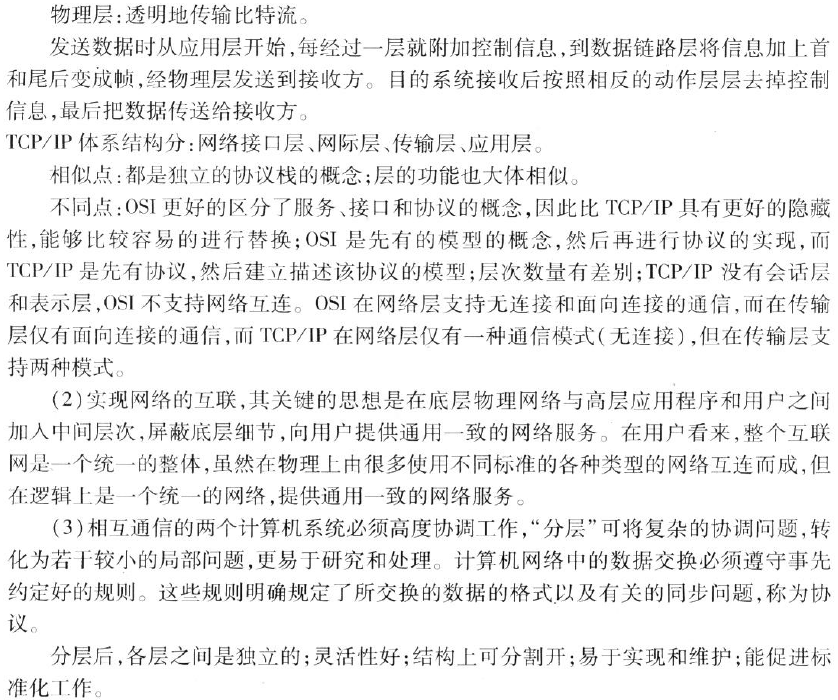 物理层:透明地传输比特流。
发送数据时从应用层开始,每经过一层就附加控制信息,到数据链路层将信息加上首
和尾后变成帧,经物理层发送到接收方。目的系统接收后按照相反的动作层层去掉控制
信息,最后把数据传送给接收方。
TCP/IP 体系结构分:网络接口层、网际层、传输层、应用层。
相似点:都是独立的协议栈的概念;层的功能也大体相似。
不同点:OSI 更好的区分了服务、接口和协议的概念,因此比 TCP/IP 具有更好的隐藏
性,能够比较容易的进行替换;OSI 是先有的模型的概念,然后再进行协议的实现,而
TCP/IP 是先有协议,然后建立描述该协议的模型;层次数量有差别;TCP/IP 没有会话层
和表示层,OSI 不支持网络互连。OSI 在网络层支持无连接和面向连接的通信,而在传输
层仅有面向连接的通信,而 TCP/IP 在网络层仅有一种通信模式(无连接),但在传输层支
持两种模式。
(2)实现网络的互联,其关键的思想是在底层物理网络与高层应用程序和用户之间
加入中间层次,屏蔽底层细节,向用户提供通用一致的网络服务。在用户看来,整个互联
网是一个统一的整体,虽然在物理上由很多使用不同标准的各种类型的网络互连而成,但
在逻辑上是一个统一的网络,提供通用一致的网络服务。
(3)相互通信的两个计算机系统必须高度协调工作,“分层”可将复杂的协调问题,转
化为若干较小的局部问题,更易于研究和处理。计算机网络中的数据交换必须遵守事先
约定好的规则。这些规则明确规定了所交换的数据的格式以及有关的同步问题,称为协
议。
分层后,各层之间是独立的;灵活性好;结构上可分割开;易于实现和维护;能促进标
准化工作。